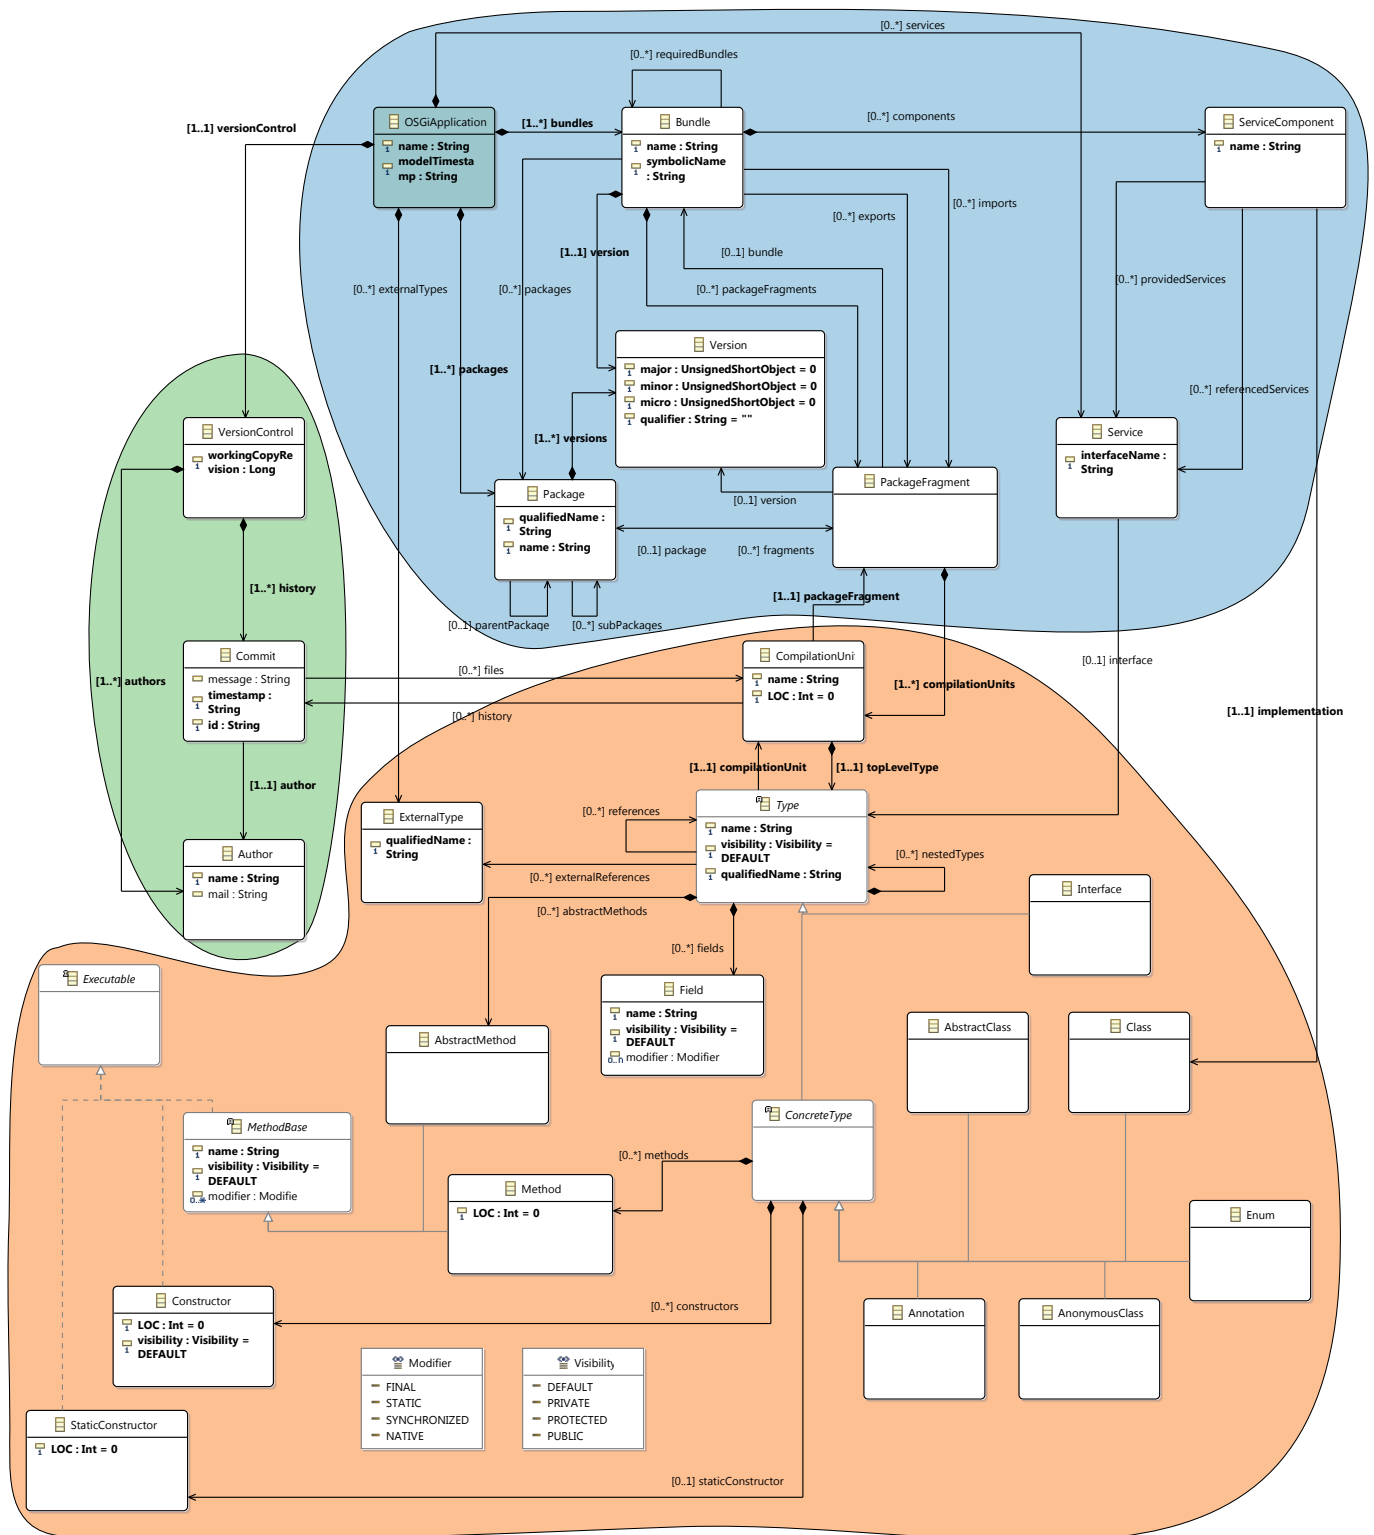 [0..*] services
[0..*] requiredBundles
[1..1] versionControl
OSGiApplication
name : String
modelTimesta
mp : String
[1..*] bundles
Bundle
name : String
symbolicName
: String
[0..*] components
ServiceComponent
name : String
[0..*] imports
[0..*] exports
[1..1] version
[0..1] bundle
[0..*] externalTypes
[0..*] packages
[0..*] packageFragments
[0..*] providedServices
Version
major : UnsignedShortObject = 0
minor : UnsignedShortObject = 0
micro : UnsignedShortObject = 0
qualifier : String = ""
[1..*] packages
[0..*] referencedServices
VersionControl
workingCopyRe
vision : Long
[1..*] versions
Service
interfaceName :
String
Package
qualifiedName :
String
name : String
[0..1] version
PackageFragment
[0..1] package
[0..*] fragments
[1..*] history
[1..1] packageFragment
[0..1] parentPackage
[0..*] subPackages
Commit
message : String
timestamp :
String
id : String
[0..*] files
[0..*] history
CompilationUni
name : String
LOC : Int = 0
[0..1] interface
[1..*] authors
[1..*] compilationUnits
[1..1] implementation
[1..1] author
[1..1] compilationUnit
[1..1] topLevelType
ExternalType
qualifiedName :
String
[0..*] references
Type
name : String
visibility : Visibility =
DEFAULT
qualifiedName : String
[0..*] nestedTypes
Author
name : String
mail : String
[0..*] externalReferences
[0..*] abstractMethods
Interface
[0..*] fields
Executable
Field
name : String
visibility : Visibility =
DEFAULT
0..n
modifier : Modifier
AbstractMethod
AbstractClass
Class
MethodBase
name : String
visibility : Visibility =
DEFAULT
0..*
modifier : Modifie
ConcreteType
[0..*] methods
Method
LOC : Int = 0
Enum
Constructor
LOC : Int = 0
visibility : Visibility =
DEFAULT
[0..*] constructors
Annotation
AnonymousClass
Modifier
FINAL
STATIC
SYNCHRONIZED
NATIVE
Visibility
DEFAULT
PRIVATE
PROTECTED
PUBLIC
StaticConstructor
LOC : Int = 0
[0..1] staticConstructor